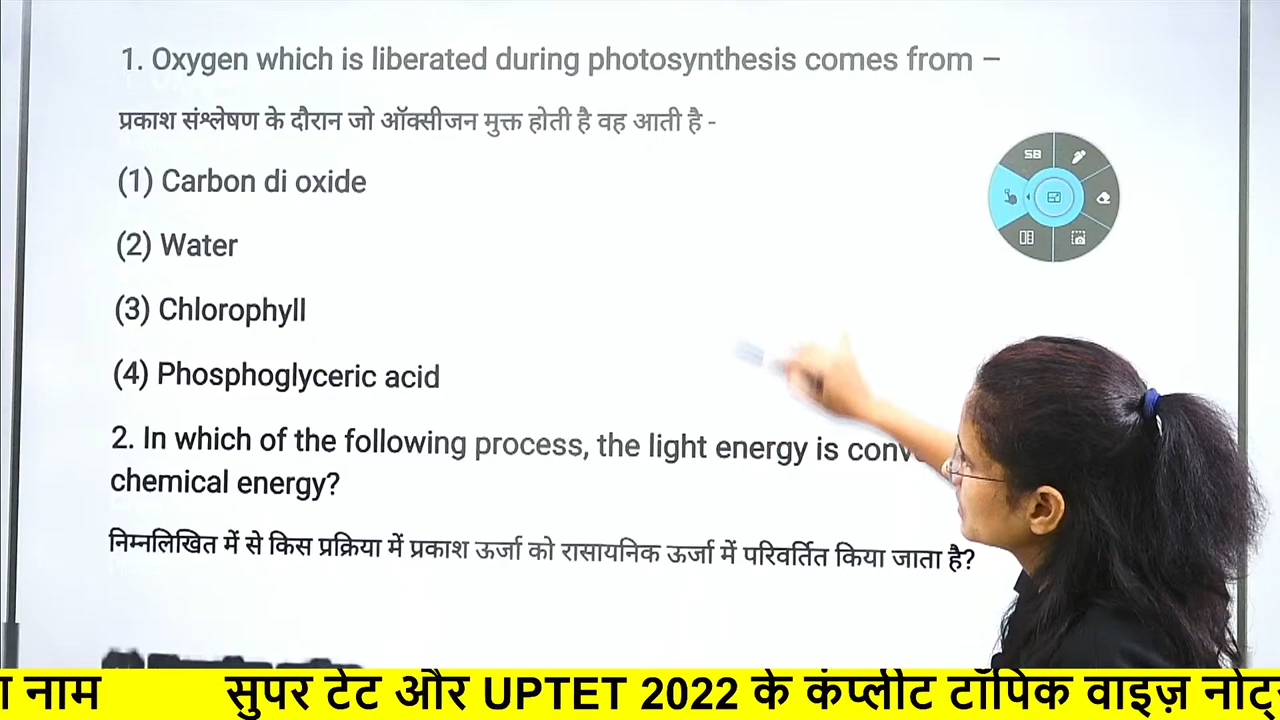 1. Oxygen which is liberated during photosynthesis comes from –
प्रकाश संश्लेषण के दौरान जो ऑक्सीजन मुक्त होती है वह आती है -
(1) Carbon di oxide
SB
(2) Water
(3) Chlorophyll
(4) Phosphoglyceric acid
2. In which of the following process, the light energy is conv
chemical energy?
निम्नलिखित में से किस प्रक्रिया में प्रकाश ऊर्जा को रासायनिक ऊर्जा में परिवर्तित किया जाता है?
नाम सुपर टेट और UPTET 2022 के कंप्लीट टॉपिक वाइज़